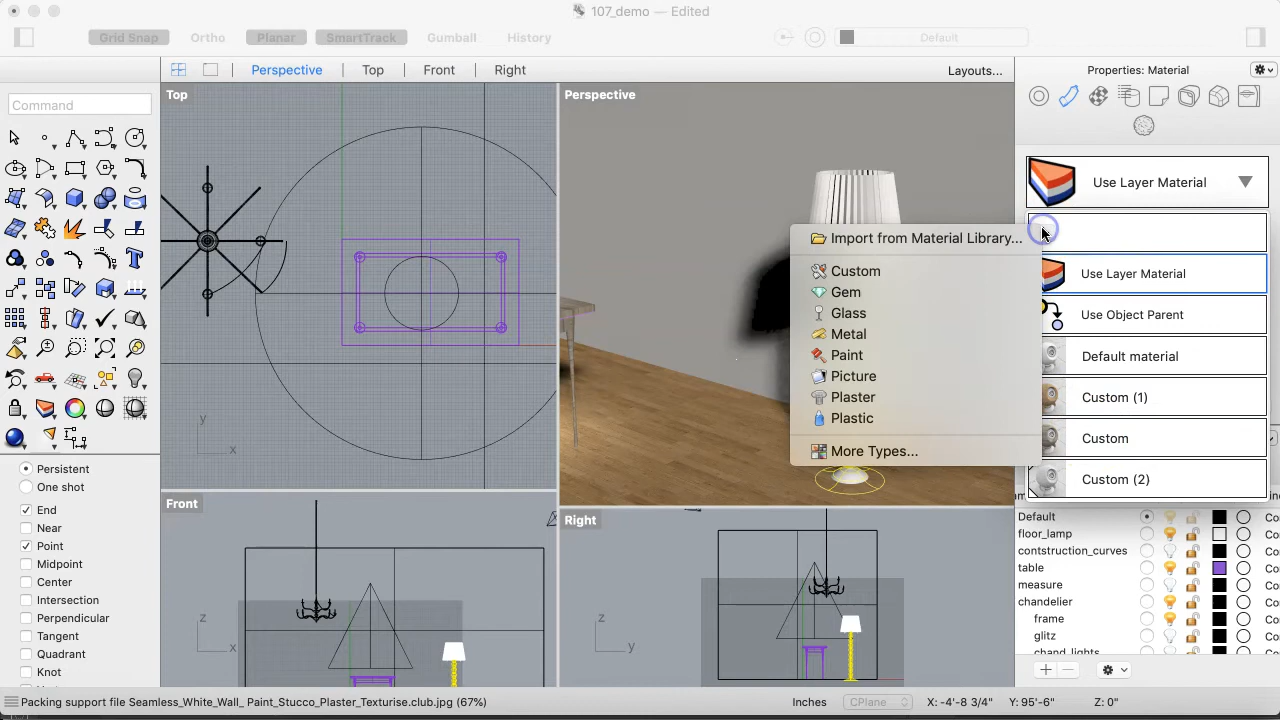 107_demo — Edited
Grid Snap
Ortho
Planar
SmartTrack
Gumball
History
Default
Perspective
Top
Front
Right
Layouts...
Properties: Material
Command
Top
Perspective
Use Layer Material
Import from Material Library...
Custom
Gem
Glass
Metal
Paint
Picture
Plaster
Plastic
More Types...
Use Layer Material
Use Object Parent
Default material
Custom (1)
Custom
Custom (2)
y
x
Persistent
One shot
End
Near
Point
Midpoint
Center
Intersection
Perpendicular
Tangent
Quadrant
Knot
Front
z
x
Right
z
y
Default
floor_lamp
contstruction_curves
table
measure
chandelier
frame
glitz
chand_lights
Packing support file Seamless_White_Wall_ Paint_Stucco_Plaster_Texturise.club.jpg (67%)
Inches
CPlane
X: -4'-8 3/4"
Y: 95'-6"
Z: 0"